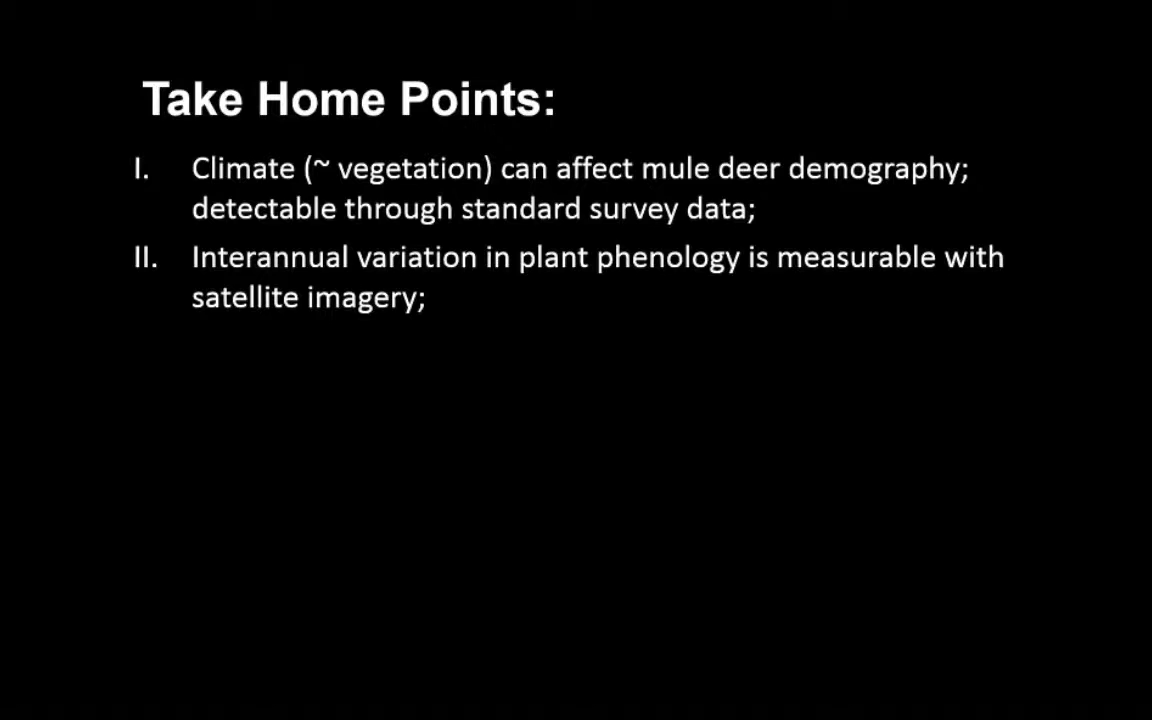 Take Home Points:
I. Climate (~ vegetation) can affect mule deer demography;
detectable through standard survey data;
II. Interannual variation in plant phenology is measurable with
satellite imagery;